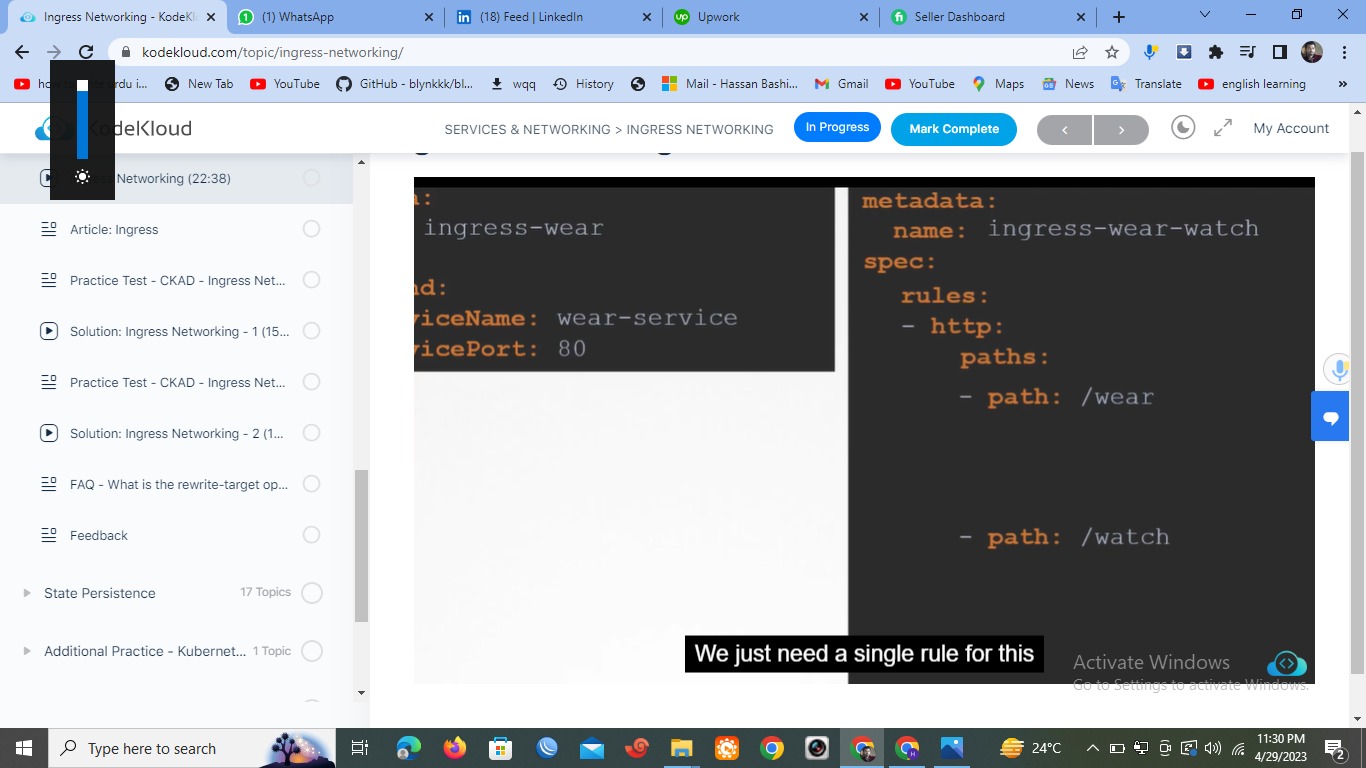 Ingress Networking - KodeKl
(1) WhatsApp
(18) Feed | LinkedIn
Upwork
Seller Dashboard
kodekloud.com/topic/ingress-networking/
urdu i...
New Tab
YouTube
GitHub - blynkkk/bl...
wqq
History
Mail - Hassan Bashi...
Gmail
YouTube
Maps
News
Translate
english learning
»
KodeKloud
SERVICES & NETWORKING > INGRESS NETWORKING
In Progress
Mark Complete
My Account
Networking (22:38)
Article: Ingress
Practice Test - CKAD - Ingress Net...
Solution: Ingress Networking - 1 (15...
Practice Test - CKAD - Ingress Net...
Solution: Ingress Networking - 2 (1...
FAQ - What is the rewrite-target op...
Feedback
State Persistence
17 Topics
Additional Practice - Kubernet...
1 Topic
ingress-wear
viceName: wear-service
vicePort: 80
metadata:
name: ingress-wear-watch
spec:
rules:
- http:
paths:
- path: /wear
- path: /watch
We just need a single rule for this
Activate Windows
Go to Settings to activate Windows.
Type here to search
24°C
11:30 PM
4/29/2023
2